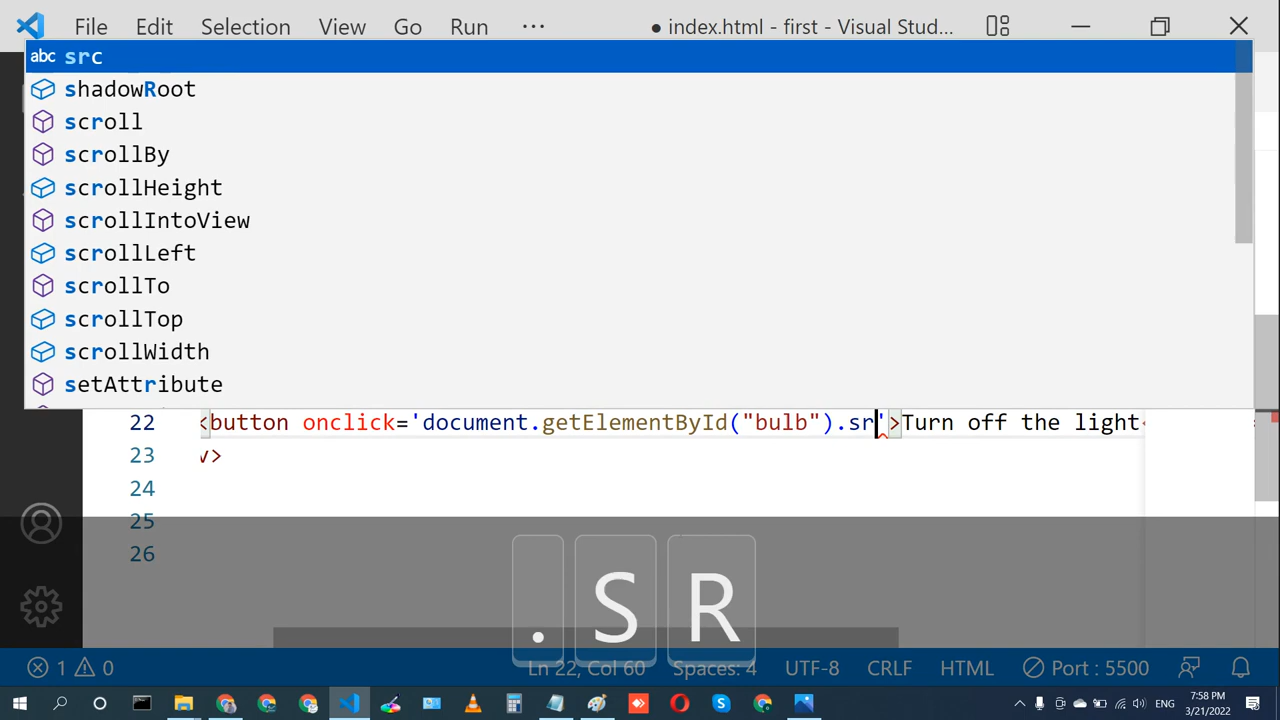 File Edit Selection View Go Run ··· ● index.html - first - Visual Stud...
abc src
shadowRoot
scroll
scrollBy
scrollHeight
scrollIntoView
scrollLeft
scrollTo
scrollTop
scrollWidth
setAttribute
22 <button onclick='document.getElementById("bulb").sr'>Turn off the light
23 v>
24
25
26
. S R
1 0 Ln 22, Col 60 Spaces: 4 UTF-8 CRLF HTML Port : 5500
ENG 7:58 PM
3/21/2022